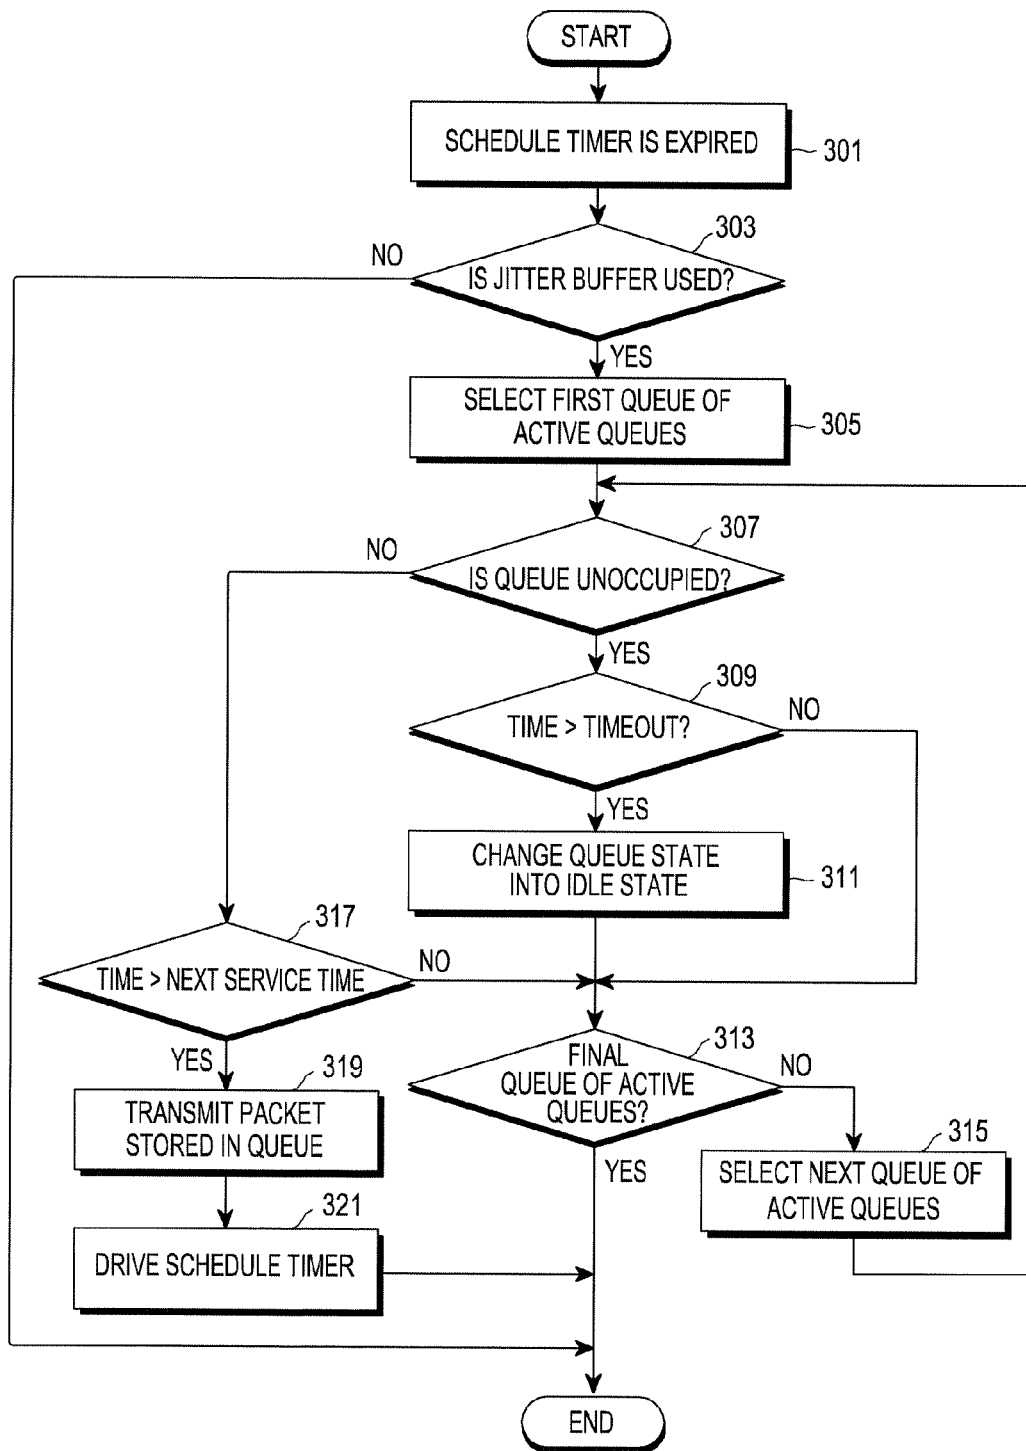 START
SCHEDULE TIMER IS EXPIRED
301
303
NO
IS JITTER BUFFER USED?
YES
SELECT FIRST QUEUE OF
ACTIVE QUEUES
305
307
NO
IS QUEUE UNOCCUPIED?
YES
309
TIME > TIMEOUT?
NO
YES
CHANGE QUEUE STATE
INTO IDLE STATE
311
317
TIME > NEXT SERVICE TIME
NO
YES
313
FINAL
QUEUE OF ACTIVE
QUEUES?
NO
YES
319
TRANSMIT PACKET
STORED IN QUEUE
315
SELECT NEXT QUEUE OF
ACTIVE QUEUES
321
DRIVE SCHEDULE TIMER
END